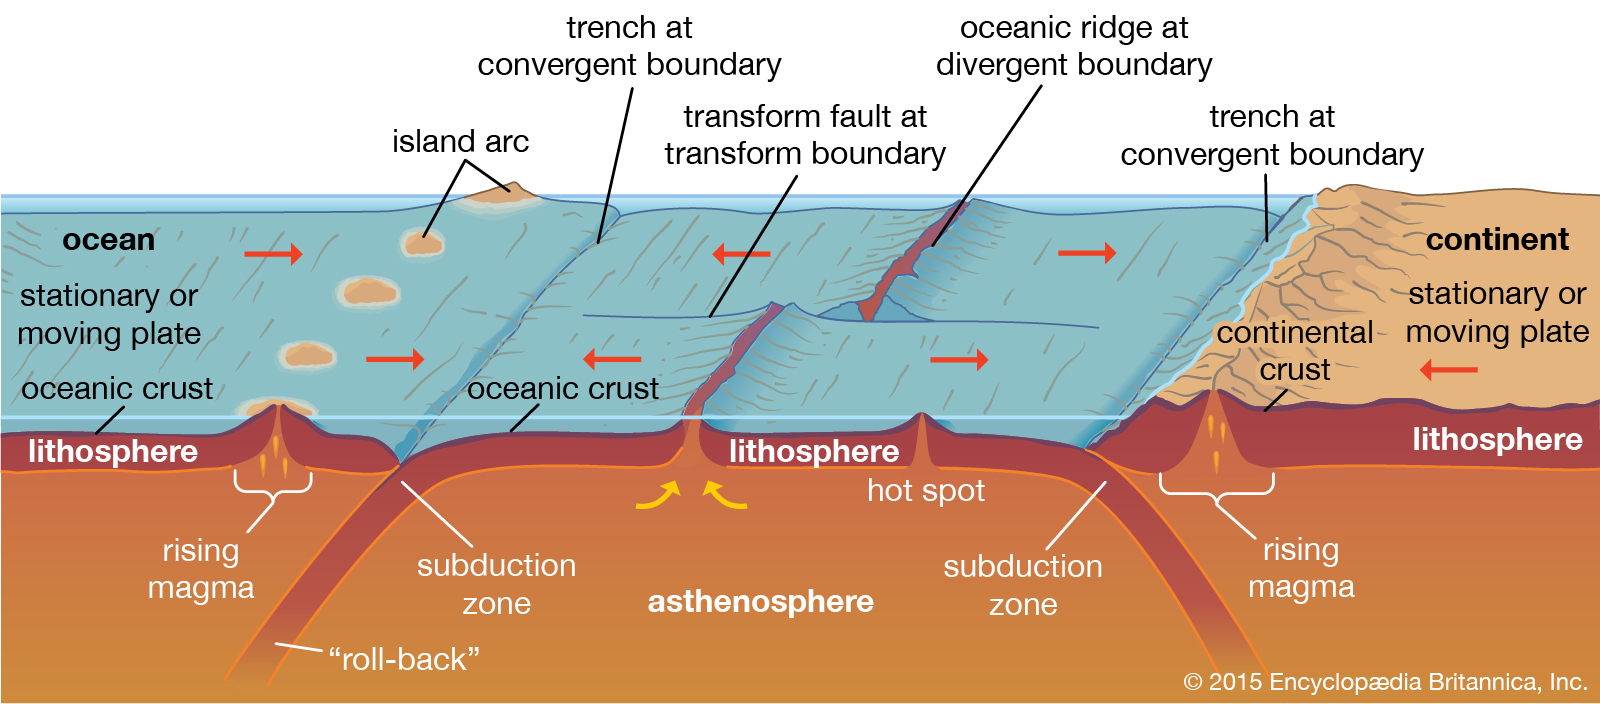 trench at
convergent boundary
oceanic ridge at
divergent boundary
island arc
transform fault at
transform boundary
trench at
convergent boundary
ocean
stationary or
moving plate
oceanic crust
oceanic crust
continent
stationary or
moving plate
continental
crust
lithosphere
lithosphere
lithosphere
hot spot
rising
magma
subduction
zone
asthenosphere
subduction
zone
rising
magma
“roll-back”
© 2015 Encyclopædia Britannica, Inc.